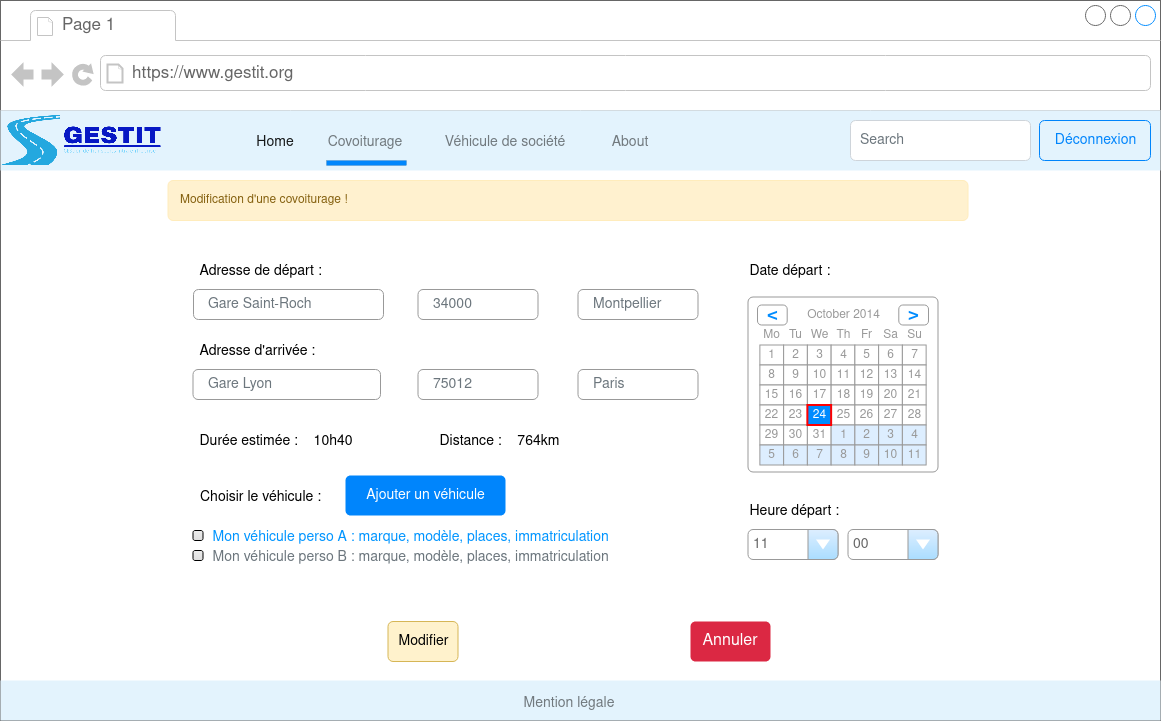 Page 1
https://www.gestit.org
GESTIT
Home Covoiturage Véhicule de société About Search Déconnexion
Modification d'une covoiturage !
Adresse de départ : Date départ :
Gare Saint-Roch 34000 Montpellier
< October 2014 >
Mo Tu We Th Fr Sa Su
Adresse d'arrivée :
1 2 3 4 5 6 7
8 9 10 11 12 13 14
Gare Lyon 75012 Paris
15 16 17 18 19 20 21
22 23 24 25 26 27 28
Durée estimée : 10h40 Distance : 764km
29 30 31 1 2 3 4
5 6 7 8 9 10 11
Choisir le véhicule : Ajouter un véhicule
Heure départ :
Mon véhicule perso A : marque, modèle, places, immatriculation
11 00
Mon véhicule perso B : marque, modèle, places, immatriculation
Modifier Annuler
Mention légale